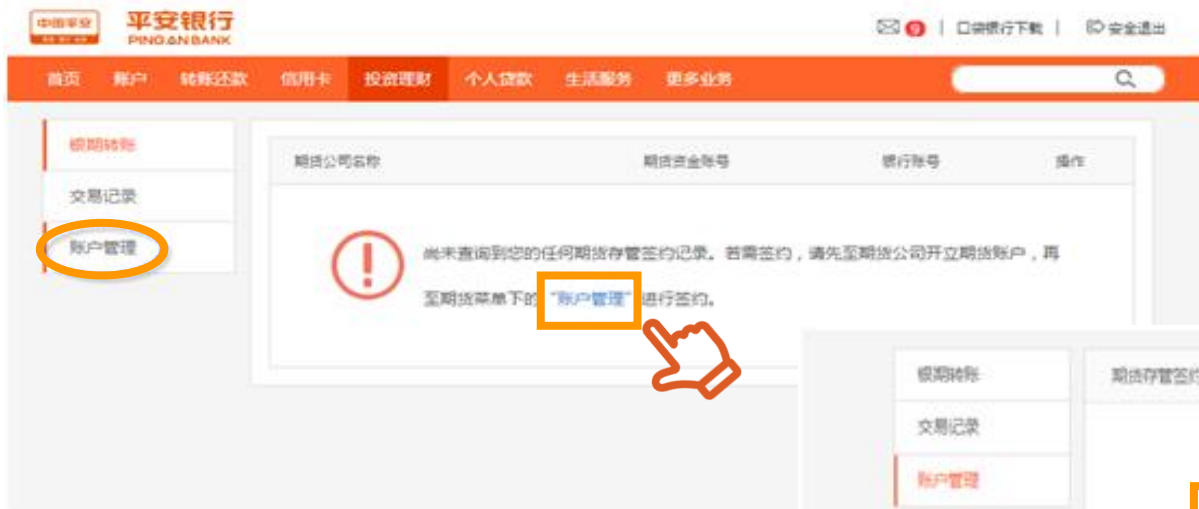 中国平安
平安银行
PING AN BANK
口袋银行下载 | 安全退出
首页 账户 转账还款 信用卡 投资理财 个人贷款 生活服务 更多业务
银期转账
交易记录
账户管理
期货公司名称 期货资金账号 银行账号 操作
尚未查询到您的任何期货存管签约记录。若需签约，请先至期货公司开立期货账户，再
至期货菜单下的“账户管理”进行签约。
银期转账
交易记录
账户管理
期货存管签约